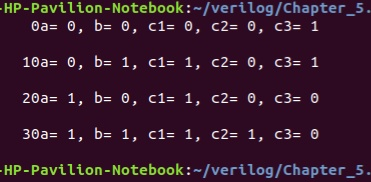 -HP-Pavilion-Notebook:~/verilog/Chapter_5.
0a= 0, b= 0, c1= 0, c2= 0, c3= 1
10a= 0, b= 1, c1= 1, c2= 0, c3= 1
20a= 1, b= 0, c1= 1, c2= 0, c3= 0
30a= 1, b= 1, c1= 1, c2= 1, c3= 0
-HP-Pavilion-Notebook:~/verilog/Chapter_5.